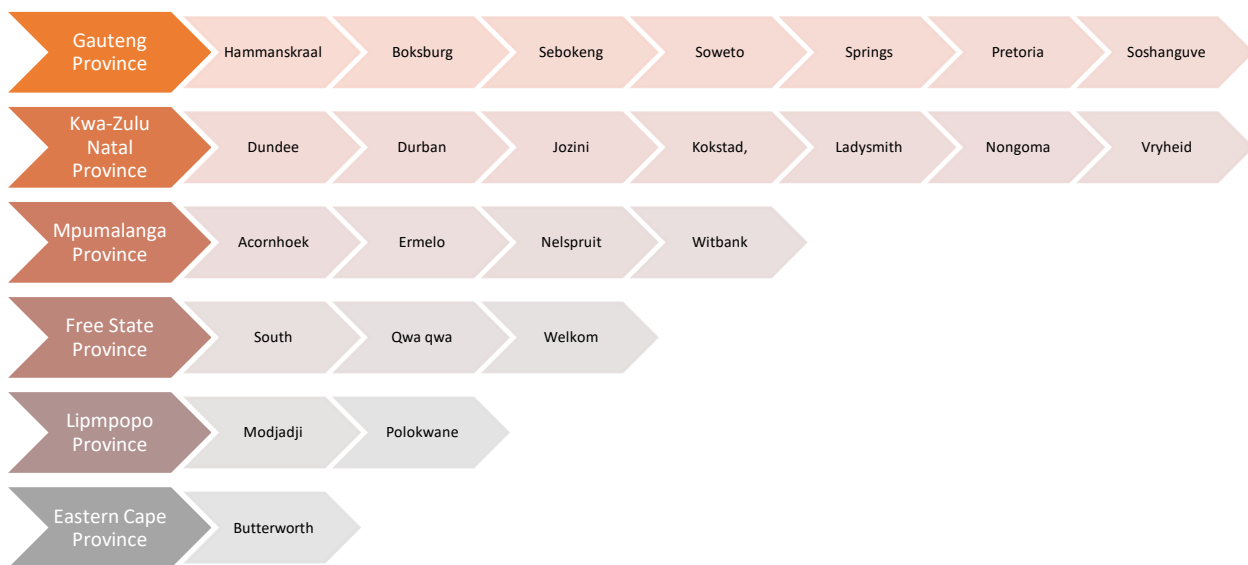 Gauteng
Province
Hammanskraal
Boksburg
Sebokeng
Soweto
Springs
Pretoria
Soshanguve
Kwa-Zulu
Natal
Province
Dundee
Durban
Jozini
Kokstad,
Ladysmith
Nongoma
Vryheid
Mpumalanga
Province
Acornhoek
Ermelo
Nelspruit
Witbank
Free State
Province
South
Qwa qwa
Welkom
Lipmpopo
Province
Modjadji
Polokwane
Eastern Cape
Province
Butterworth